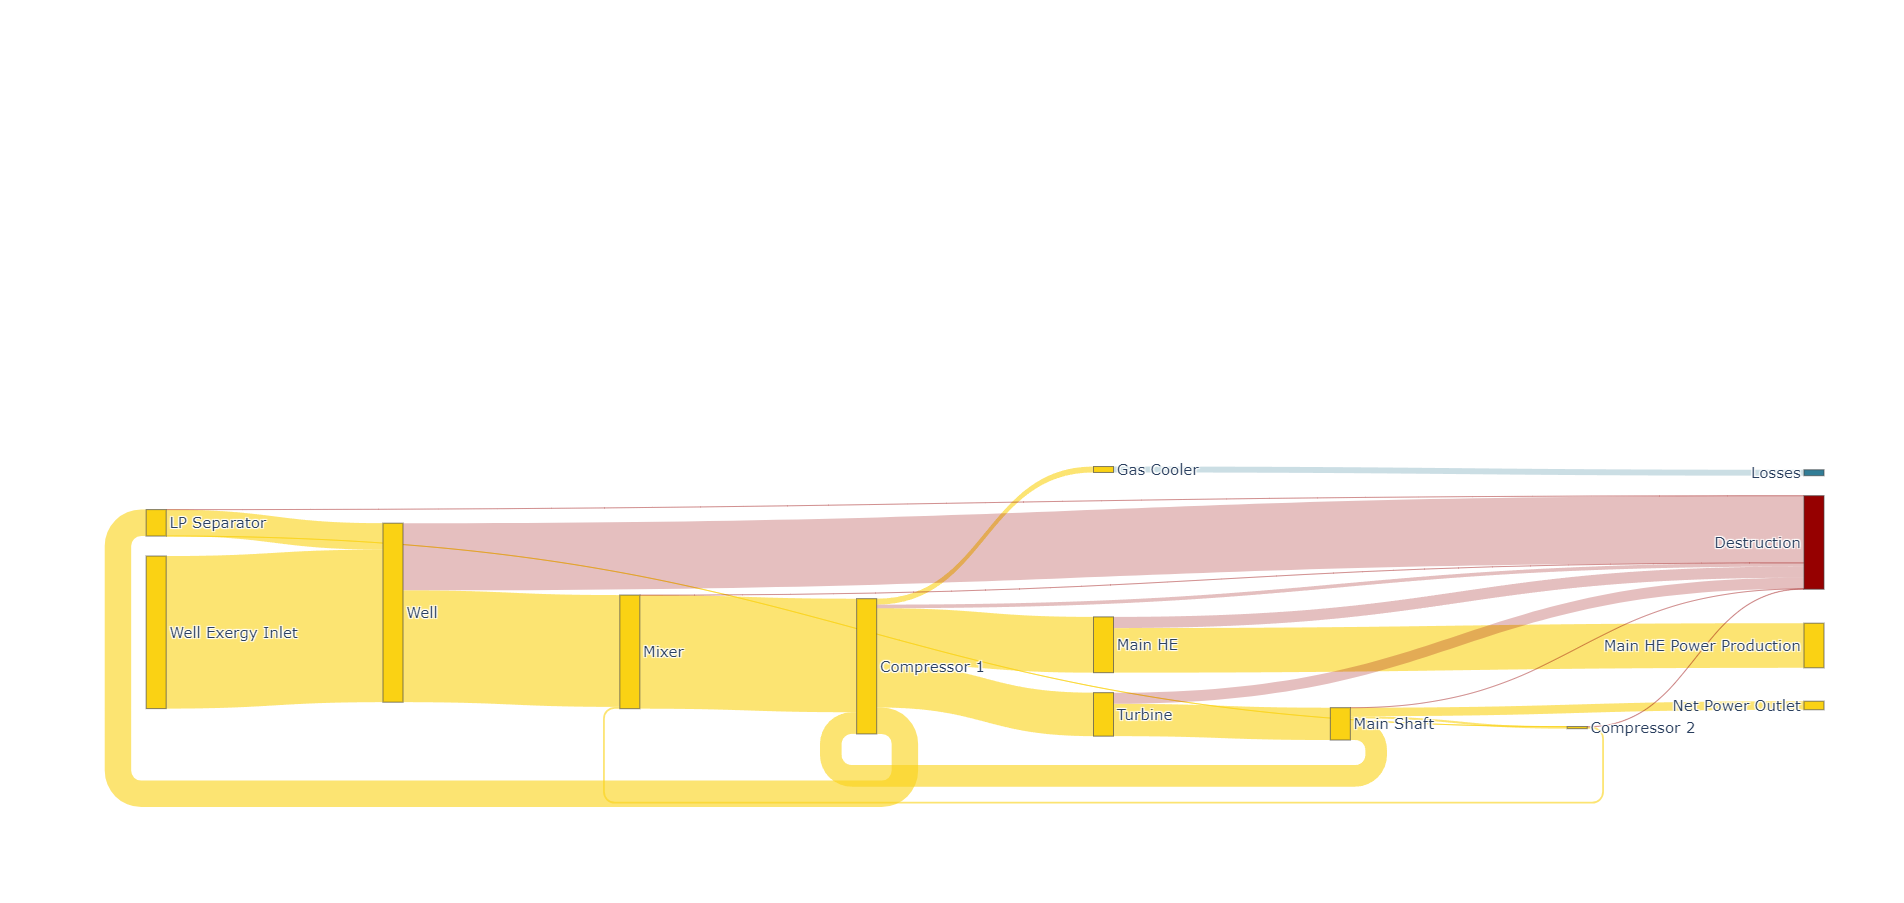 Gas Cooler
Losses
LP Separator
Destruction
Well
Well Exergy Inlet
Mixer
Main HE
Main HE Power Production
Compressor 1
Net Power Outlet
Turbine
Main Shaft
Compressor 2